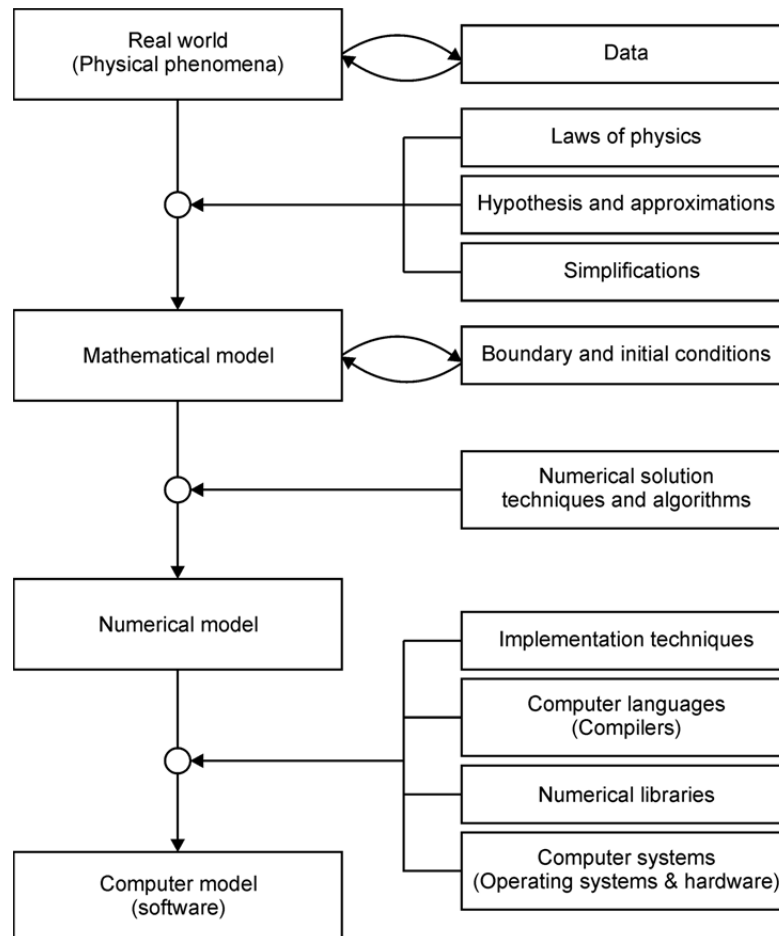 Real world
(Physical phenomena)
Data
Laws of physics
Hypothesis and approximations
Simplifications
Mathematical model
Boundary and initial conditions
Numerical solution
techniques and algorithms
Numerical model
Implementation techniques
Computer languages
(Compilers)
Numerical libraries
Computer systems
(Operating systems & hardware)
Computer model
(software)